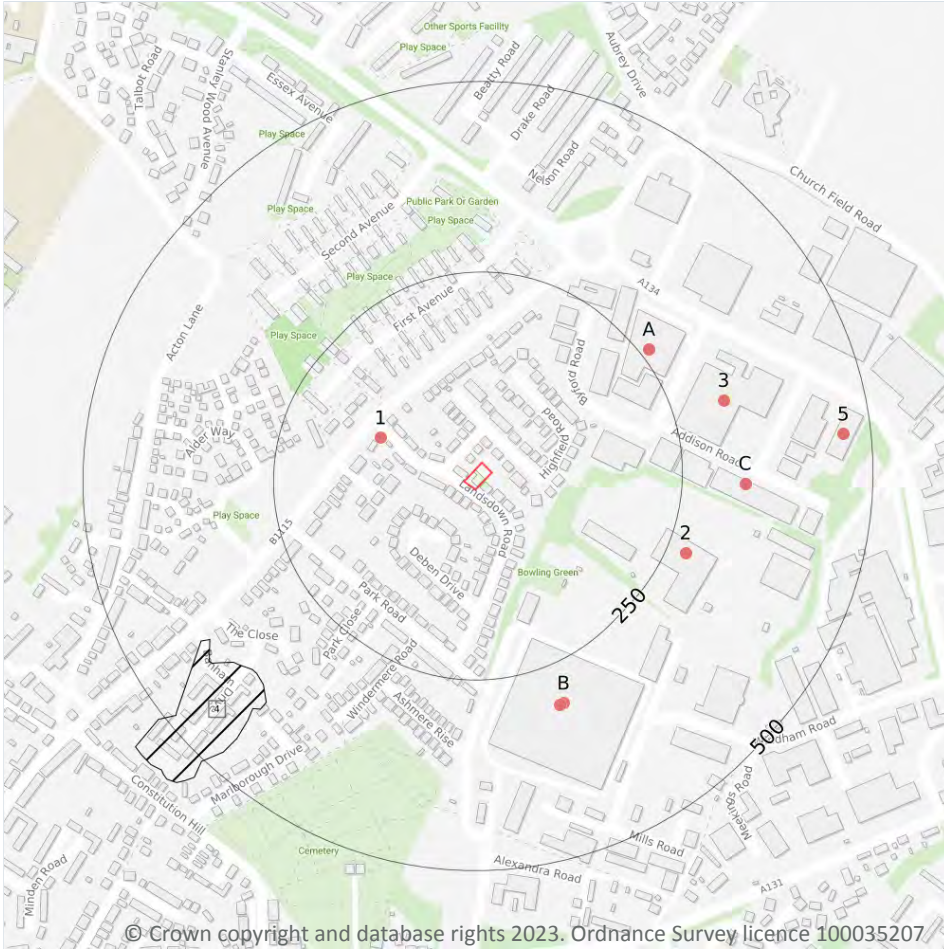 Other Sports Facility
Play Space
Beatty Road
Aubrey Drive
Talbot Road
Stanley Wood Avenue
Essex Avenue
Drake Road
Play Space
Nelson Road
Church Field Road
Public Park Or Garden
Play Space
Play Space
Second Avenue
Play Space
A134
First Avenue
Acton Lane
Play Space
A
Byford Road
3
1
5
Alder Way
Highfield Road
Addison Road
C
Landsdown Road
Play Space
B1115
2
Deben Drive
Bowling Green
Park Road
250
The Close
Park Close
Windermere Road
B
4
Ashmere Rise
500
Marlborough Drive
Constitution Hill
Meekings Road
Mills Road
Cemetery
Alexandra Road
Minden Road
A131
© Crown copyright and database rights 2023. Ordnance Survey licence 100035207